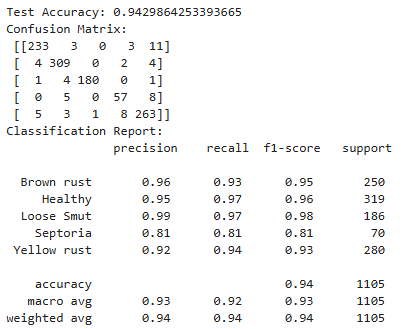 Test Accuracy: 0.9429864253393665
Confusion Matrix:
[[233 3 0 3 11]
[ 4 309 0 2 4]
[ 1 4 180 0 1]
[ 0 5 0 57 8]
[ 5 3 1 8 263]]
Classification Report:
precision recall f1-score support
Brown rust 0.96 0.93 0.95 250
Healthy 0.95 0.97 0.96 319
Loose Smut 0.99 0.97 0.98 186
Septoria 0.81 0.81 0.81 70
Yellow rust 0.92 0.94 0.93 280
accuracy 0.94 1105
macro avg 0.93 0.92 0.93 1105
weighted avg 0.94 0.94 0.94 1105